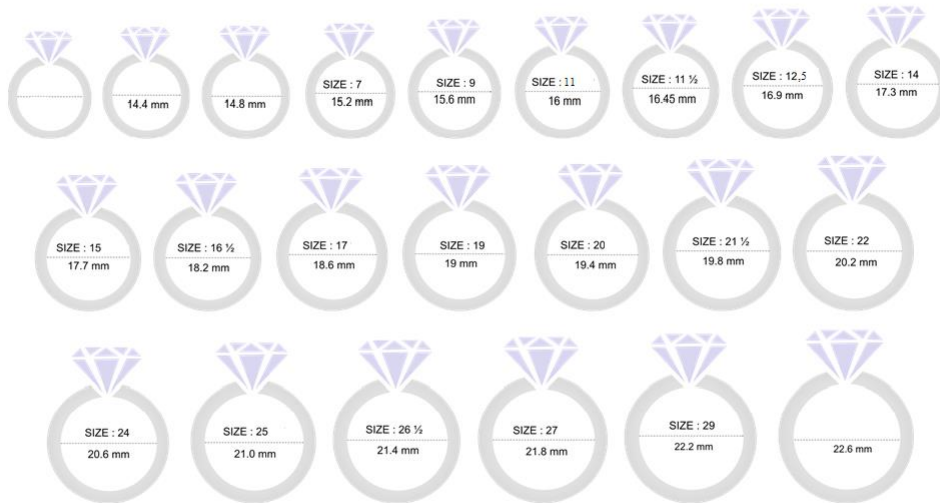 14.4 mm
14.8 mm
SIZE : 7
15.2 mm
SIZE : 9
15.6 mm
SIZE : 11
16 mm
SIZE : 11 ½
16.45 mm
SIZE : 12,5
16.9 mm
SIZE : 14
17.3 mm
SIZE : 15
17.7 mm
SIZE : 16 ½
18.2 mm
SIZE : 17
18.6 mm
SIZE : 19
19 mm
SIZE : 20
19.4 mm
SIZE : 21 ½
19.8 mm
SIZE : 22
20.2 mm
SIZE : 24
20.6 mm
SIZE : 25
21.0 mm
SIZE : 26 ½
21.4 mm
SIZE : 27
21.8 mm
SIZE : 29
22.2 mm
22.6 mm